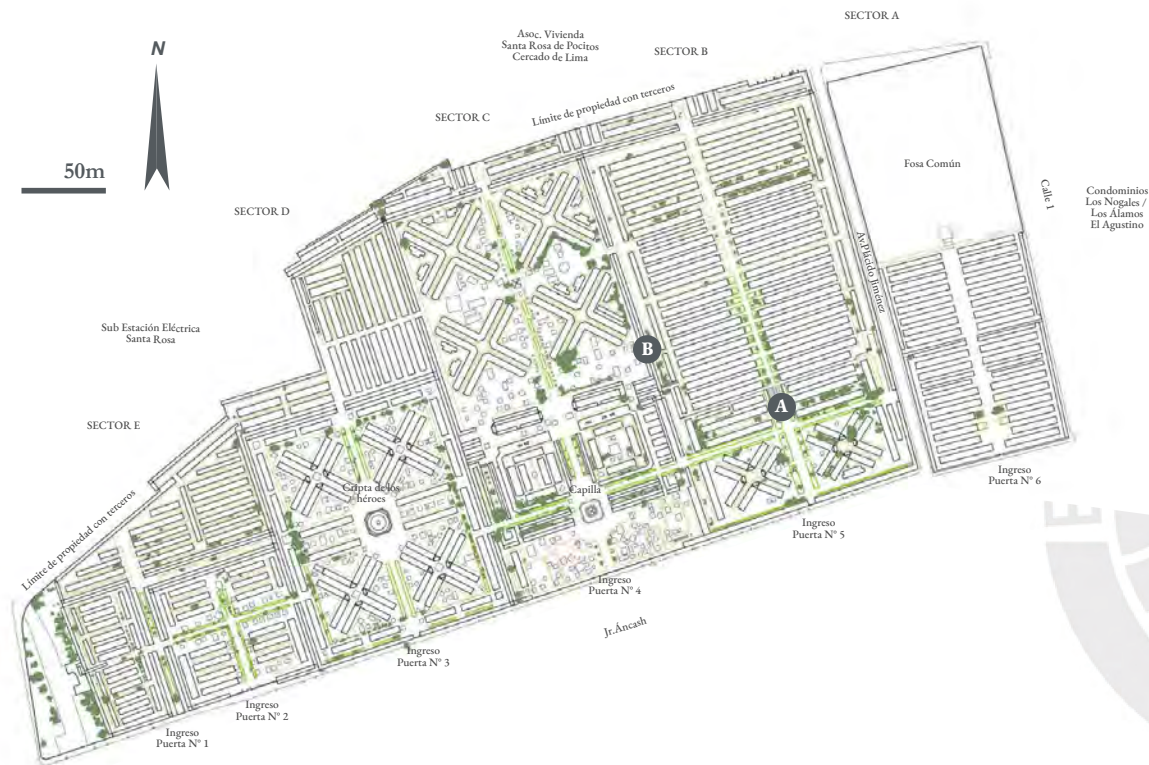 SECTOR A
Asoc. Vivienda
Santa Rosa de Pocitos
Cercado de Lima
SECTOR B
N
Límite de propiedad con terceros
SECTOR C
50m
Fosa Común
Calle 1
Condominios
Los Nogales /
Los Álamos
El Agustino
SECTOR D
Av.Plácido Jiménez
Sub Estación Eléctrica
Santa Rosa
B
A
SECTOR E
Ingreso
Puerta N° 6
Cripta de los
héroes
Capilla
Ingreso
Puerta N° 5
Límite de propiedad con terceros
Ingreso
Puerta N° 4
Jr.Áncash
Ingreso
Puerta N° 3
Ingreso
Puerta N° 2
Ingreso
Puerta N° 1
E